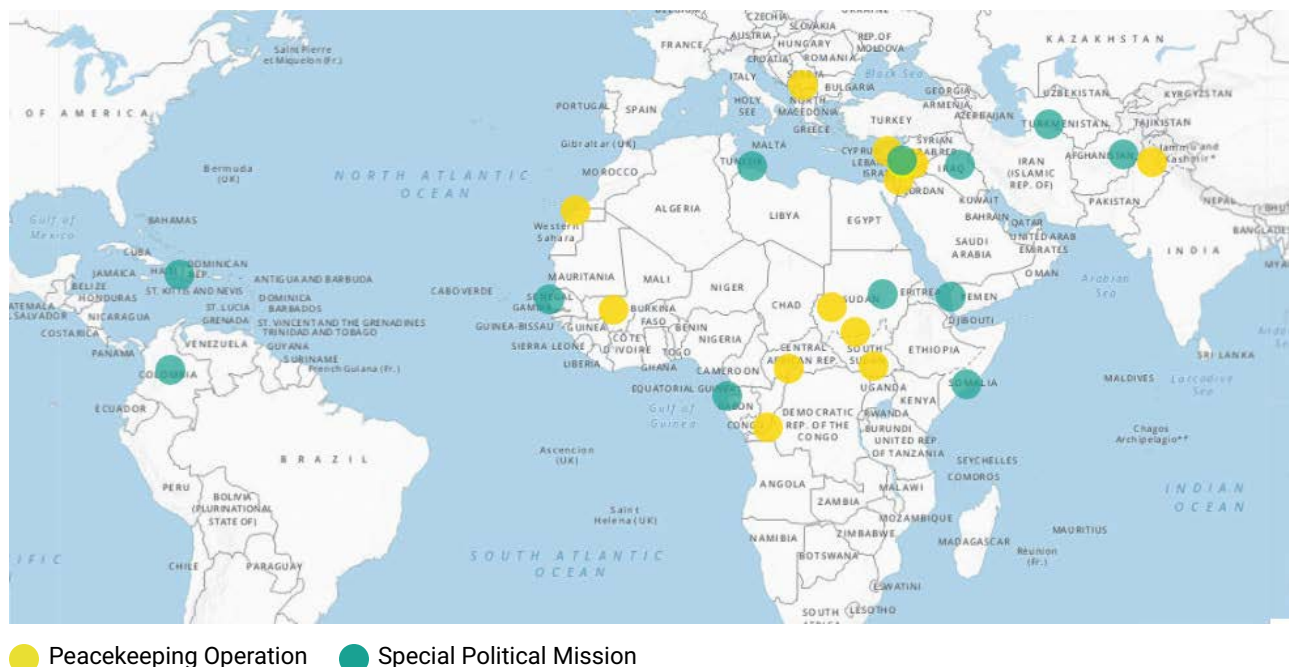 CZECHIA
SLOVAKIA
FRANCE
AUSTRIA
HUNGARY
REP. OF
MOLDOVA
KAZAKHSTAN
Saint Pierre
et Miquelon (Fr.)
CROATIA
ROMANIA
ITALY
Black Sea
GEORGIA
UZBEKISTAN
KYRGYZSTAN
OF AMERICA
PORTUGAL
SPAIN
HOLY
SEE
BULGARIA
NORTH
MACEDONIA
GREECE
TURKEY
ARMENIA
AZERBAIJAN
TURKMENISTAN
TAJIKISTAN
Gibraltar (UK)
MALTA
TUNISIA
CYPRUS
SYRIAN
ARAB REP.
IRAQ
IRAN
(ISLAMIC
REP. OF)
AFGHANISTAN
Jammu and
Kashmir*
Bermuda
(UK)
NORTH ATLANTIC
OCEAN
MOROCCO
JORDAN
KUWAIT
PAKISTAN
NEPAL
Gulf of
Mexico
BAHAMAS
ALGERIA
LIBYA
EGYPT
BAHRAIN
QATAR
UNITED ARAB
EMIRATES
SAUDI
ARABIA
INDIA
Western
Sahara
CUBA
OMAN
Arabian
Sea
JAMAICA
HAITI
DOMINICAN
REP.
BELIZE
ANTIGUA AND BARBUDA
MAURITANIA
MALI
NIGER
CHAD
SUDAN
ERITREA
YEMEN
HONDURAS
ST. KITTS AND NEVIS
CABO VERDE
SENEGAL
GAMBIA
DOMINICA
BARBADOS
ST. LUCIA
NICARAGUA
GRENADA
ST. VINCENT AND THE GRENADINES
TRINIDAD AND TOBAGO
GUINEA-BISSAU
GUINEA
BURKINA
FASO
BENIN
DJIBOUTI
COSTA RICA
PANAMA
VENEZUELA
GUYANA
SURINAME
French Guiana (Fr.)
SIERRA LEONE
LIBERIA
CÔTE
D'IVOIRE
GHANA
TOGO
NIGERIA
CENTRAL
AFRICAN REP.
SOUTH
SUDAN
ETHIOPIA
SRI LANKA
COLOMBIA
CAMEROON
EQUATORIAL GUINEA
UGANDA
SOMALIA
MALDIVES
Laccadive
Sea
ECUADOR
Gulf of
Guinea
GABON
CONGO
DEMOCRATIC
REP. OF THE
CONGO
KENYA
RWANDA
BURUNDI
UNITED REP.
OF TANZANIA
Chagos
Archipelago**
BRAZIL
Ascencion
(UK)
SEYCHELLES
COMOROS
PERU
BOLIVIA
(PLURINATIONAL
STATE OF)
Saint
Helena (UK)
ANGOLA
ZAMBIA
MALAWI
INDIAN
OCEAN
MOZAMBIQUE
ZIMBABWE
MAURITIUS
NAMIBIA
BOTSWANA
MADAGASCAR
Réunion
(Fr.)
SOUTH ATLANTIC
OCEAN
CHILE
PARAGUAY
ESWATINI
SOUTH
LESOTHO
Peacekeeping Operation
Special Political Mission